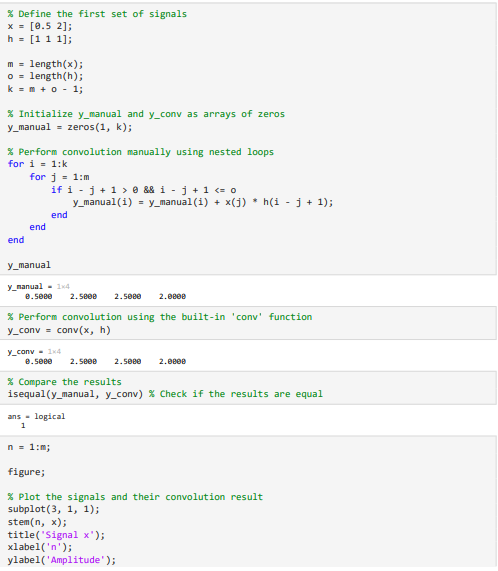 % Define the first set of signals
x = [0.5 2];
h = [1 1 1];
m = length(x);
o = length(h);
k = m + o - 1;
% Initialize y_manual and y_conv as arrays of zeros
y_manual = zeros(1, k);
% Perform convolution manually using nested loops
for i = 1:k
for j = 1:m
if i - j + 1 > 0 && i - j + 1 <= o
y_manual(i) = y_manual(i) + x(j) * h(i - j + 1);
end
end
end
y_manual
y_manual = 1×4
0.5000 2.5000 2.5000 2.0000
% Perform convolution using the built-in 'conv' function
y_conv = conv(x, h)
y_conv = 1×4
0.5000 2.5000 2.5000 2.0000
% Compare the results
isequal(y_manual, y_conv) % Check if the results are equal
ans = logical
1
n = 1:m;
figure;
% Plot the signals and their convolution result
subplot(3, 1, 1);
stem(n, x);
title('Signal x');
xlabel('n');
ylabel('Amplitude');